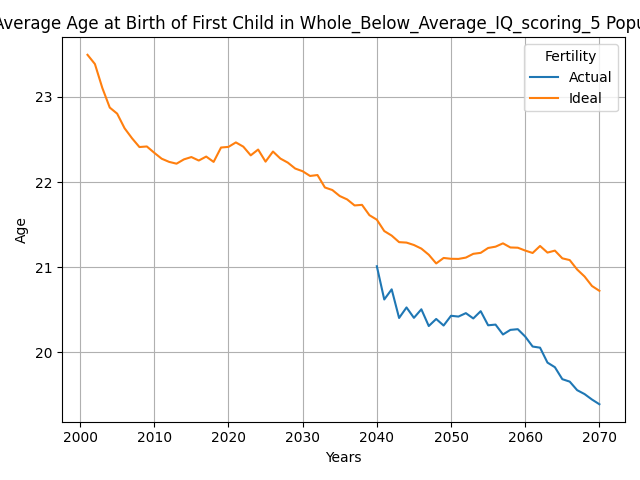 Average Age at Birth of First Child in Whole_Below_Average_IQ_scoring_5 Popu
Fertility
Actual
Ideal
23
22
21
20
Age
2000 2010 2020 2030 2040 2050 2060 2070
Years